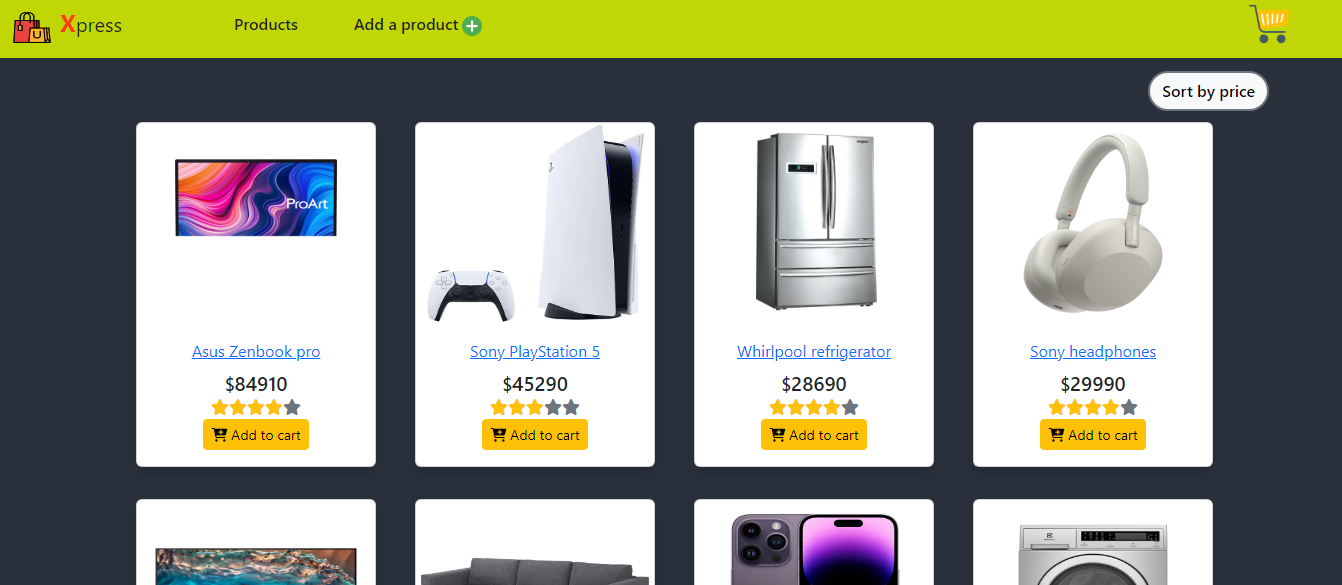 Xpress Products Add a product
Sort by price
ProArt
Asus Zenbook pro
$84910
Add to cart
Sony PlayStation 5
$45290
Add to cart
Whirlpool refrigerator
$28690
Add to cart
Sony headphones
$29990
Add to cart